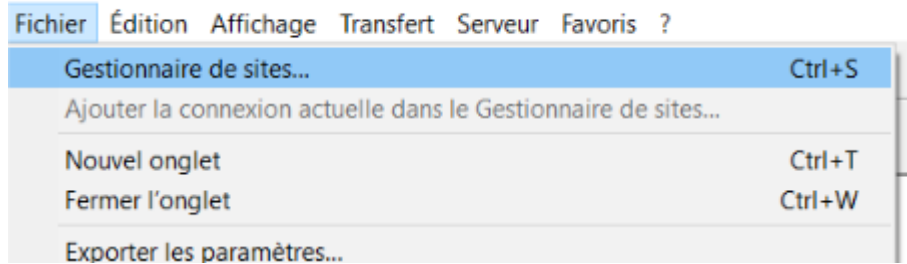 Fichier Édition Affichage Transfert Serveur Favoris ?
Gestionnaire de sites... Ctrl+S
Ajouter la connexion actuelle dans le Gestionnaire de sites...
Nouvel onglet Ctrl+T
Fermer l'onglet Ctrl+W
Exporter les paramètres...